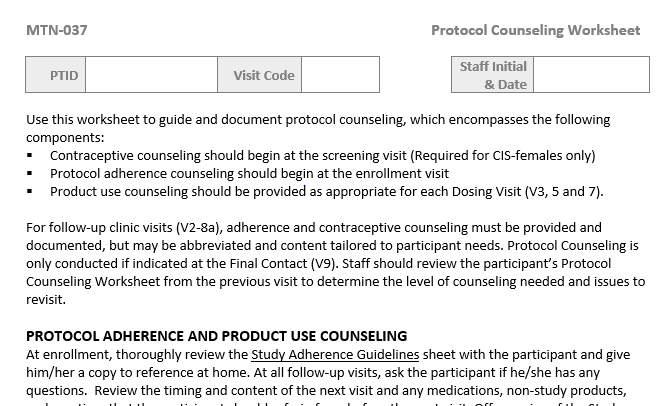 MTN-037 Protocol Counseling Worksheet
PTID Visit Code Staff Initial
& Date
Use this worksheet to guide and document protocol counseling, which encompasses the following
components:
▪ Contraceptive counseling should begin at the screening visit (Required for CIS-females only)
▪ Protocol adherence counseling should begin at the enrollment visit
▪ Product use counseling should be provided as appropriate for each Dosing Visit (V3, 5 and 7).
For follow-up clinic visits (V2-8a), adherence and contraceptive counseling must be provided and
documented, but may be abbreviated and content tailored to participant needs. Protocol Counseling is
only conducted if indicated at the Final Contact (V9). Staff should review the participant's Protocol
Counseling Worksheet from the previous visit to determine the level of counseling needed and issues to
revisit.
PROTOCOL ADHERENCE AND PRODUCT USE COUNSELING
At enrollment, thoroughly review the Study Adherence Guidelines sheet with the participant and give
him/her a copy to reference at home. At all follow-up visits, ask the participant if he/she has any
questions. Review the timing and content of the next visit and any medications, non-study products,